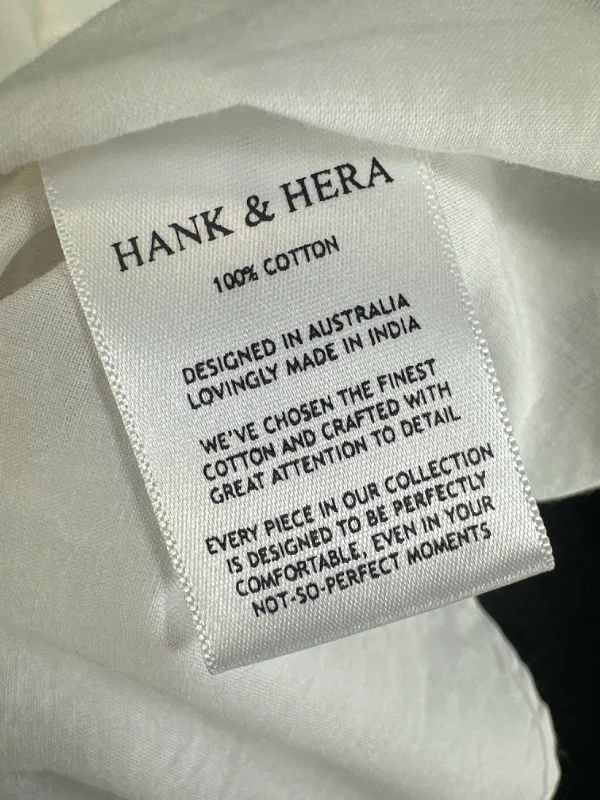 HANK & HERA
100% COTTON
DESIGNED IN AUSTRALIA
LOVINGLY MADE IN INDIA
WE'VE CHOSEN THE FINEST
COTTON AND CRAFTED WITH
GREAT ATTENTION TO DETAIL
EVERY PIECE IN OUR COLLECTION
IS DESIGNED TO BE PERFECTLY
COMFORTABLE, EVEN IN YOUR
NOT-SO-PERFECT MOMENTS